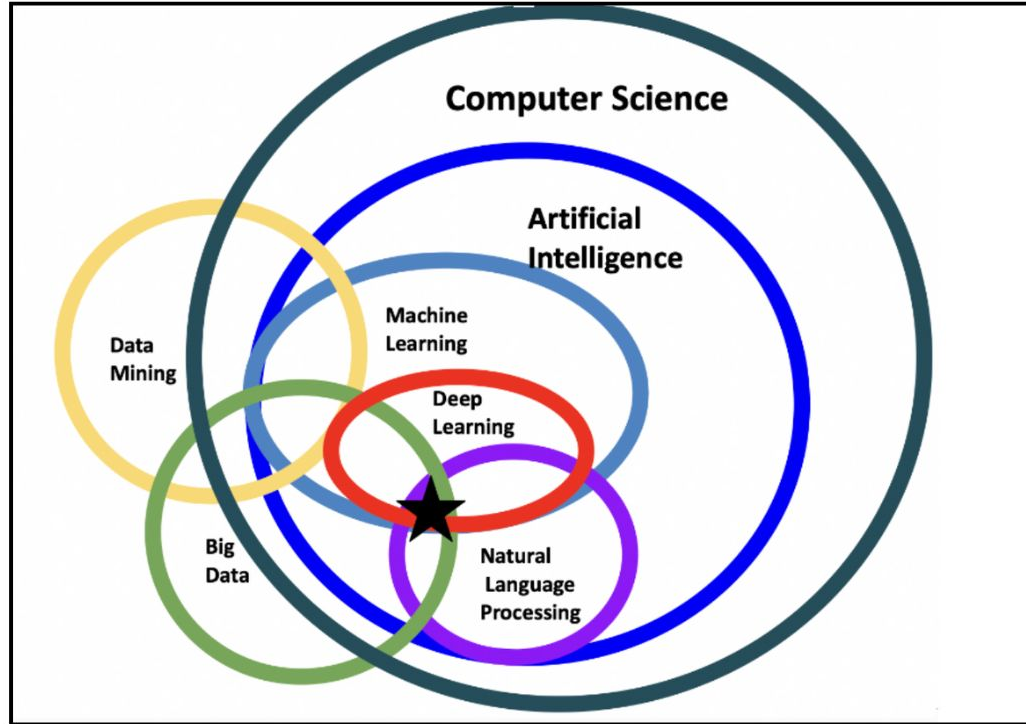 Computer Science
Artificial
Intelligence
Machine
Learning
Data
Mining
Deep
Learning
Big
Data
Natural
Language
Processing